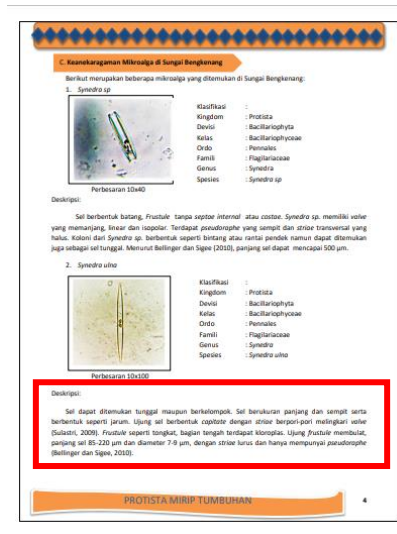 C. Keanekaragaman Mikroalga di Sungai Bengkenang
Berikut merupakan beberapa mikroalga yang ditemukan di Sungai Bengkenang:
1. Synedra sp
Klasifikasi :
Kingdom : Protista
Devisi : Bacillariophyta
Kelas : Bacillariophyceae
Ordo : Pennales
Famili : Flagilariaceae
Genus : Synedra
Spesies : Synedra sp
Perbesaran 10x40
Deskripsi:
Sel berbentuk batang, Frustule tanpa septae internal atau costae. Synedra sp. memiliki valve
yang memanjang, linear dan isopolar. Terdapat pseudoraphe yang sempit dan striae transversal yang
halus. Koloni dari Synedra sp. berbentuk seperti bintang atau rantai pendek namun dapat ditemukan
juga sebagai sel tunggal. Menurut Bellinger dan Sigee (2010), panjang sel dapat mencapai 500 µm.
2. Synedra ulna
Klasifikasi :
Kingdom : Protista
Devisi : Bacillariophyta
Kelas : Bacillariophyceae
Ordo : Pennales
Famili : Flagilariaceae
Genus : Synedra
Spesies : Synedra ulna
Perbesaran 10x100
Deskripsi:
Sel dapat ditemukan tunggal maupun berkelompok. Sel berukuran panjang dan sempit serta
berbentuk seperti jarum. Ujung sel berbentuk capitate dengan striae berpori-pori melingkari valve
(Sulastri, 2009). Frustule seperti tongkat, bagian tengah terdapat kloroplas. Ujung frustule membulat,
panjang sel 85-220 µm dan diameter 7-9 µm, dengan striae lurus dan hanya mempunyai pseudoraphe
(Bellinger dan Sigee, 2010).
PROTISTA MIRIP TUMBUHAN
4